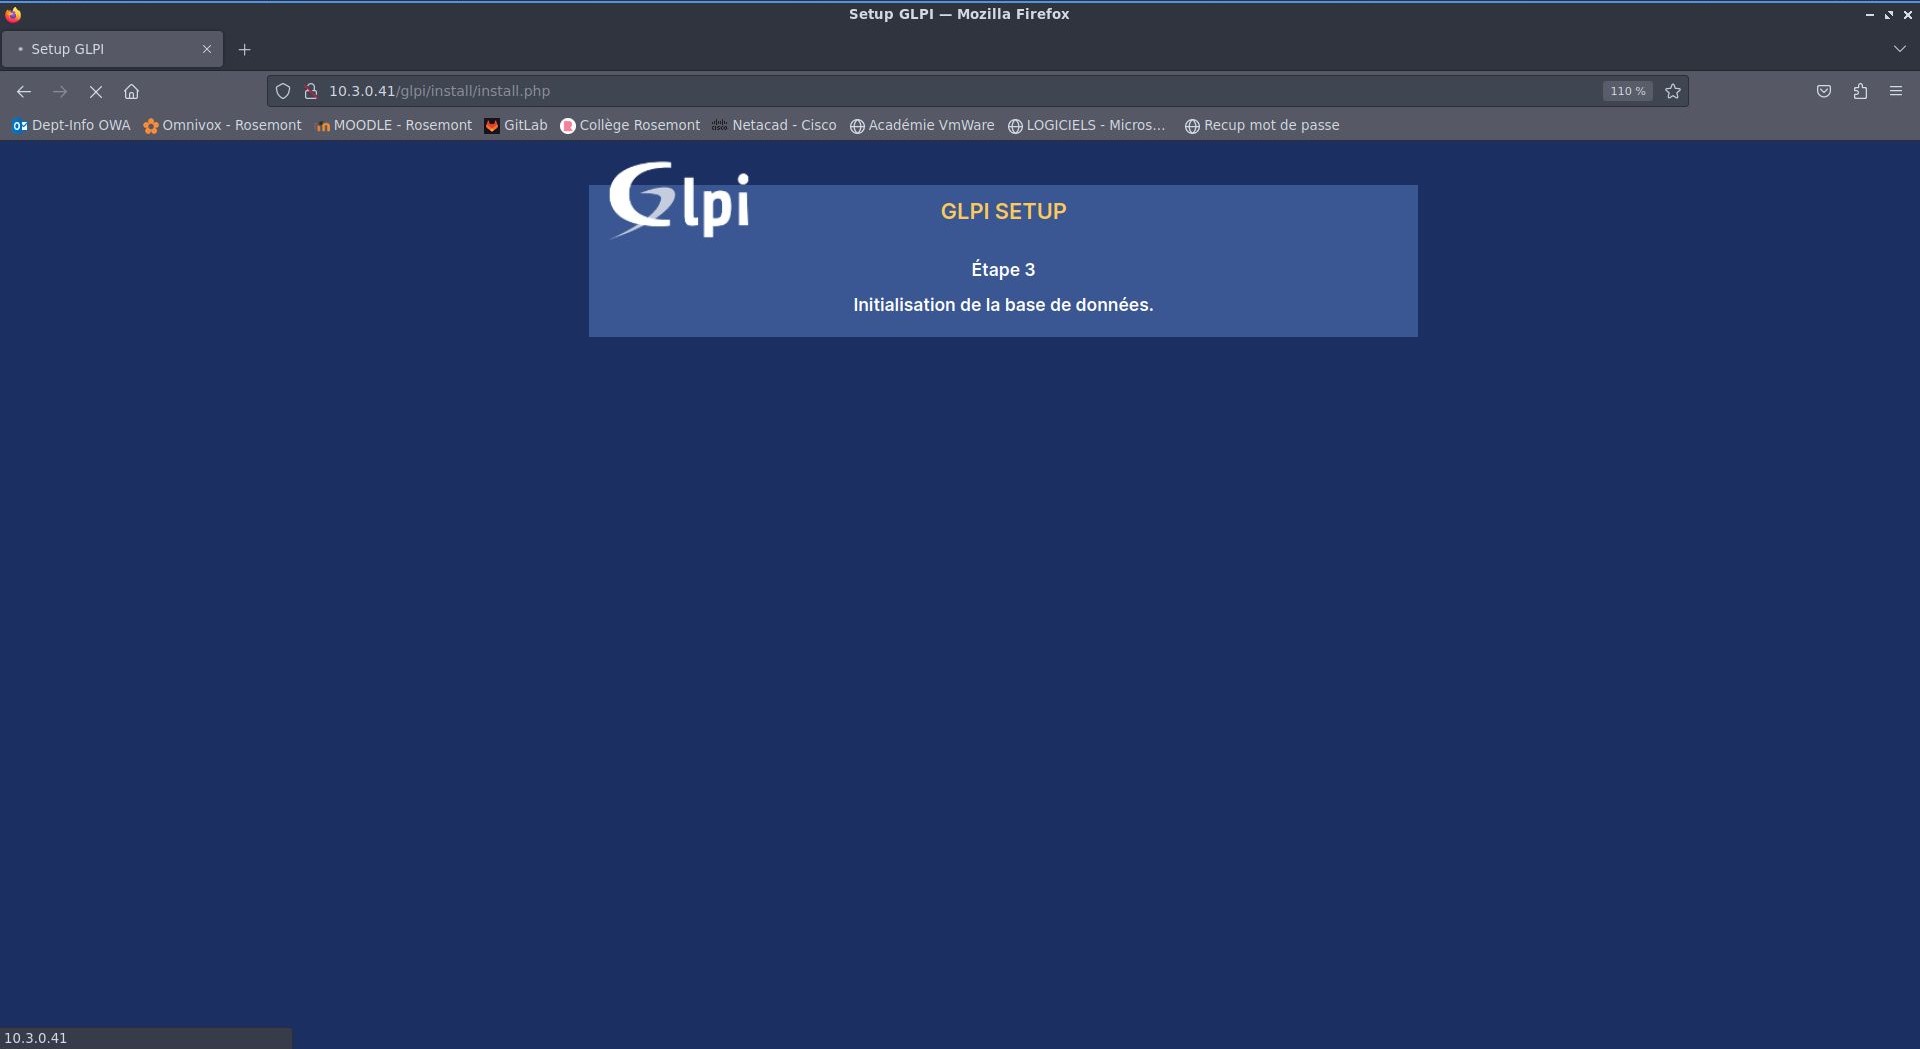 Setup GLPI — Mozilla Firefox
Setup GLPI
10.3.0.41/glpi/install/install.php
110 %
Dept-Info OWA
Omnivox - Rosemont
MOODLE - Rosemont
GitLab
Collège Rosemont
Netacad - Cisco
Académie VmWare
LOGICIELS - Micros…
Recup mot de passe
Glpi
GLPI SETUP
Étape 3
Initialisation de la base de données.
10.3.0.41